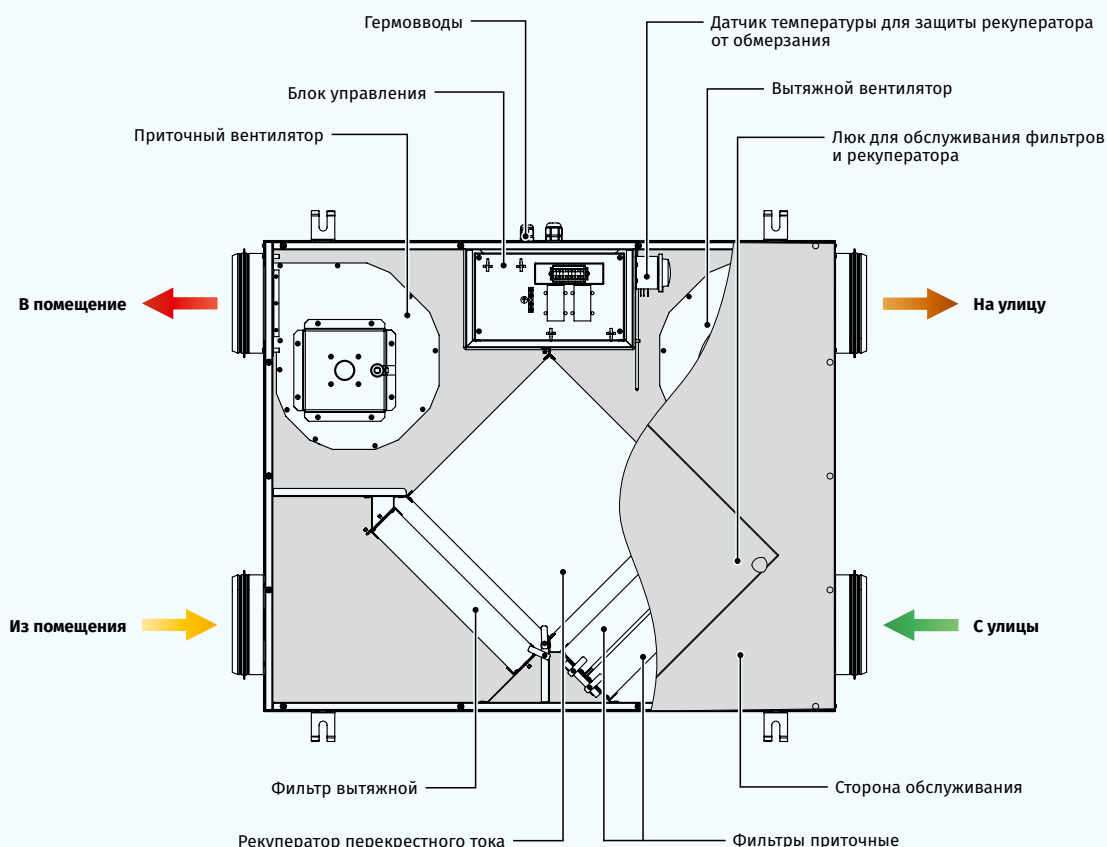 Гермовводы
Датчик температуры для защиты рекуператора
от обмерзания
Блок управления
Вытяжной вентилятор
Приточный вентилятор
Люк для обслуживания фильтров
и рекуператора
В помещение
На улицу
Из помещения
С улицы
Фильтр вытяжной
Сторона обслуживания
Рекуператор перекрестного тока
Фильтры приточные